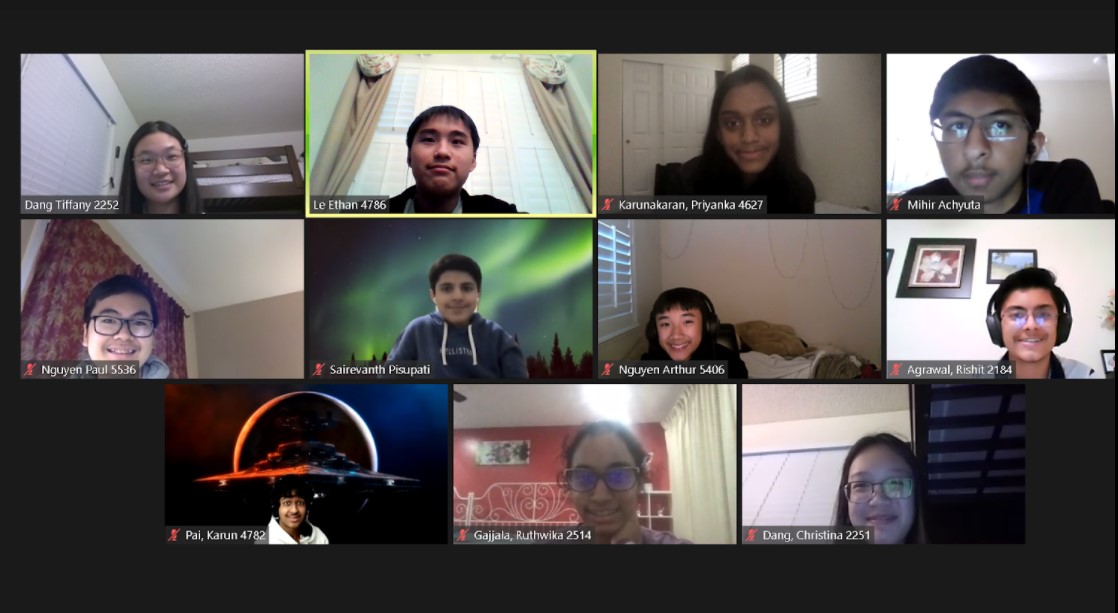 Dang Tiffany 2252
Le Ethan 4786
Karunakaran, Priyanka 4627
Mihir Achyuta
Nguyen Paul 5536
Sairevanth Pisupati
Nguyen Arthur 5406
Agrawal, Rishit 2184
Pai, Karun 4782
Gajjala, Ruthwika 2514
Dang, Christina 2251